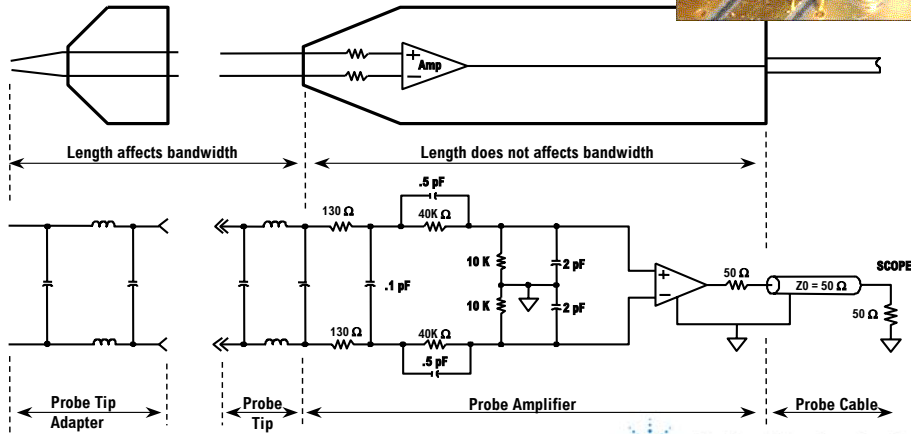 Amp
Length affects bandwidth
Length does not affects bandwidth
.5 pF
130 Ω
40K Ω
.1 pF
10 K
2 pF
10 K
2 pF
50 Ω
Z0 = 50 Ω
SCOPE
50 Ω
130 Ω
40K Ω
.5 pF
Probe Tip
Adapter
Probe
Tip
Probe Amplifier
Probe Cable